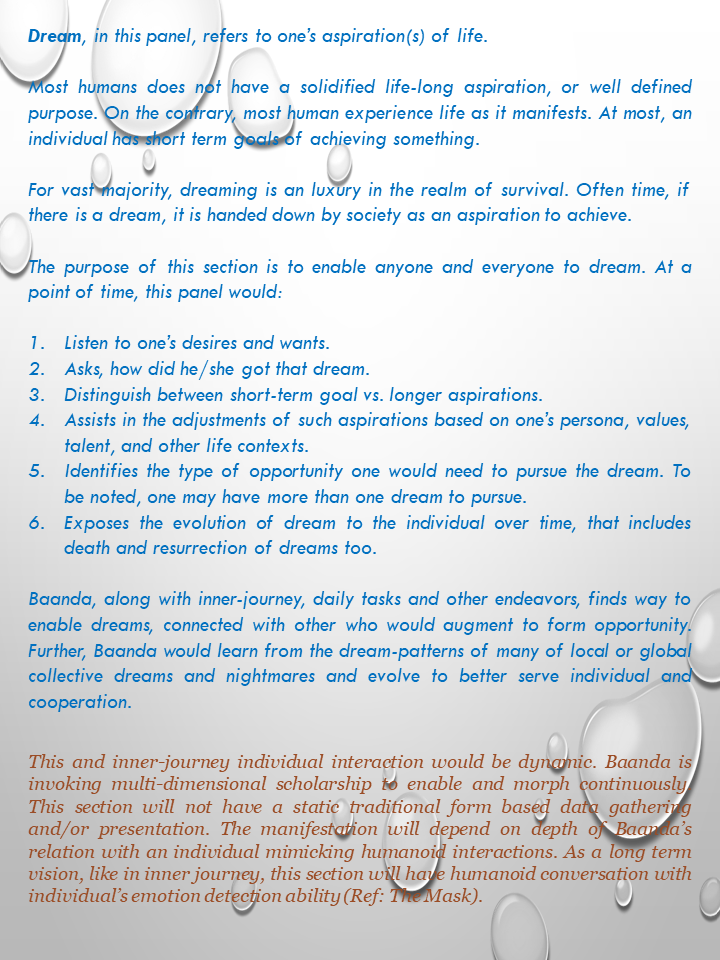 Dream, in this panel, refers to one's aspiration(s) of life.
Most humans does not have a solidified life-long aspiration, or well defined
purpose. On the contrary, most human experience life as it manifests. At most, an
individual has short term goals of achieving something.
For vast majority, dreaming is an luxury in the realm of survival. Often time, if
there is a dream, it is handed down by society as an aspiration to achieve.
The purpose of this section is to enable anyone and everyone to dream. At a
point of time, this panel would:
1. Listen to one's desires and wants.
2. Asks, how did he/she got that dream.
3. Distinguish between short-term goal vs. longer aspirations.
4. Assists in the adjustments of such aspirations based on one's persona, values,
talent, and other life contexts.
5. Identifies the type of opportunity one would need to pursue the dream. To
be noted, one may have more than one dream to pursue.
6. Exposes the evolution of dream to the individual over time, that includes
death and resurrection of dreams too.
Baanda, along with inner-journey, daily tasks and other endeavors, finds way to
enable dreams, connected with other who would augment to form opportunity.
Further, Baanda would learn from the dream-patterns of many of local or global
collective dreams and nightmares and evolve to better serve individual and
cooperation.
This and inner-journey individual interaction would be dynamic. Baanda is
invoking multi-dimensional scholarship to enable and morph continuously.
This section will not have a static traditional form based data gathering
and/or presentation. The manifestation will depend on depth of Baanda's
relation with an individual mimicking humanoid interactions. As a long term
vision, like in inner journey, this section will have humanoid conversation with
individual's emotion detection ability (Ref: The Mask).